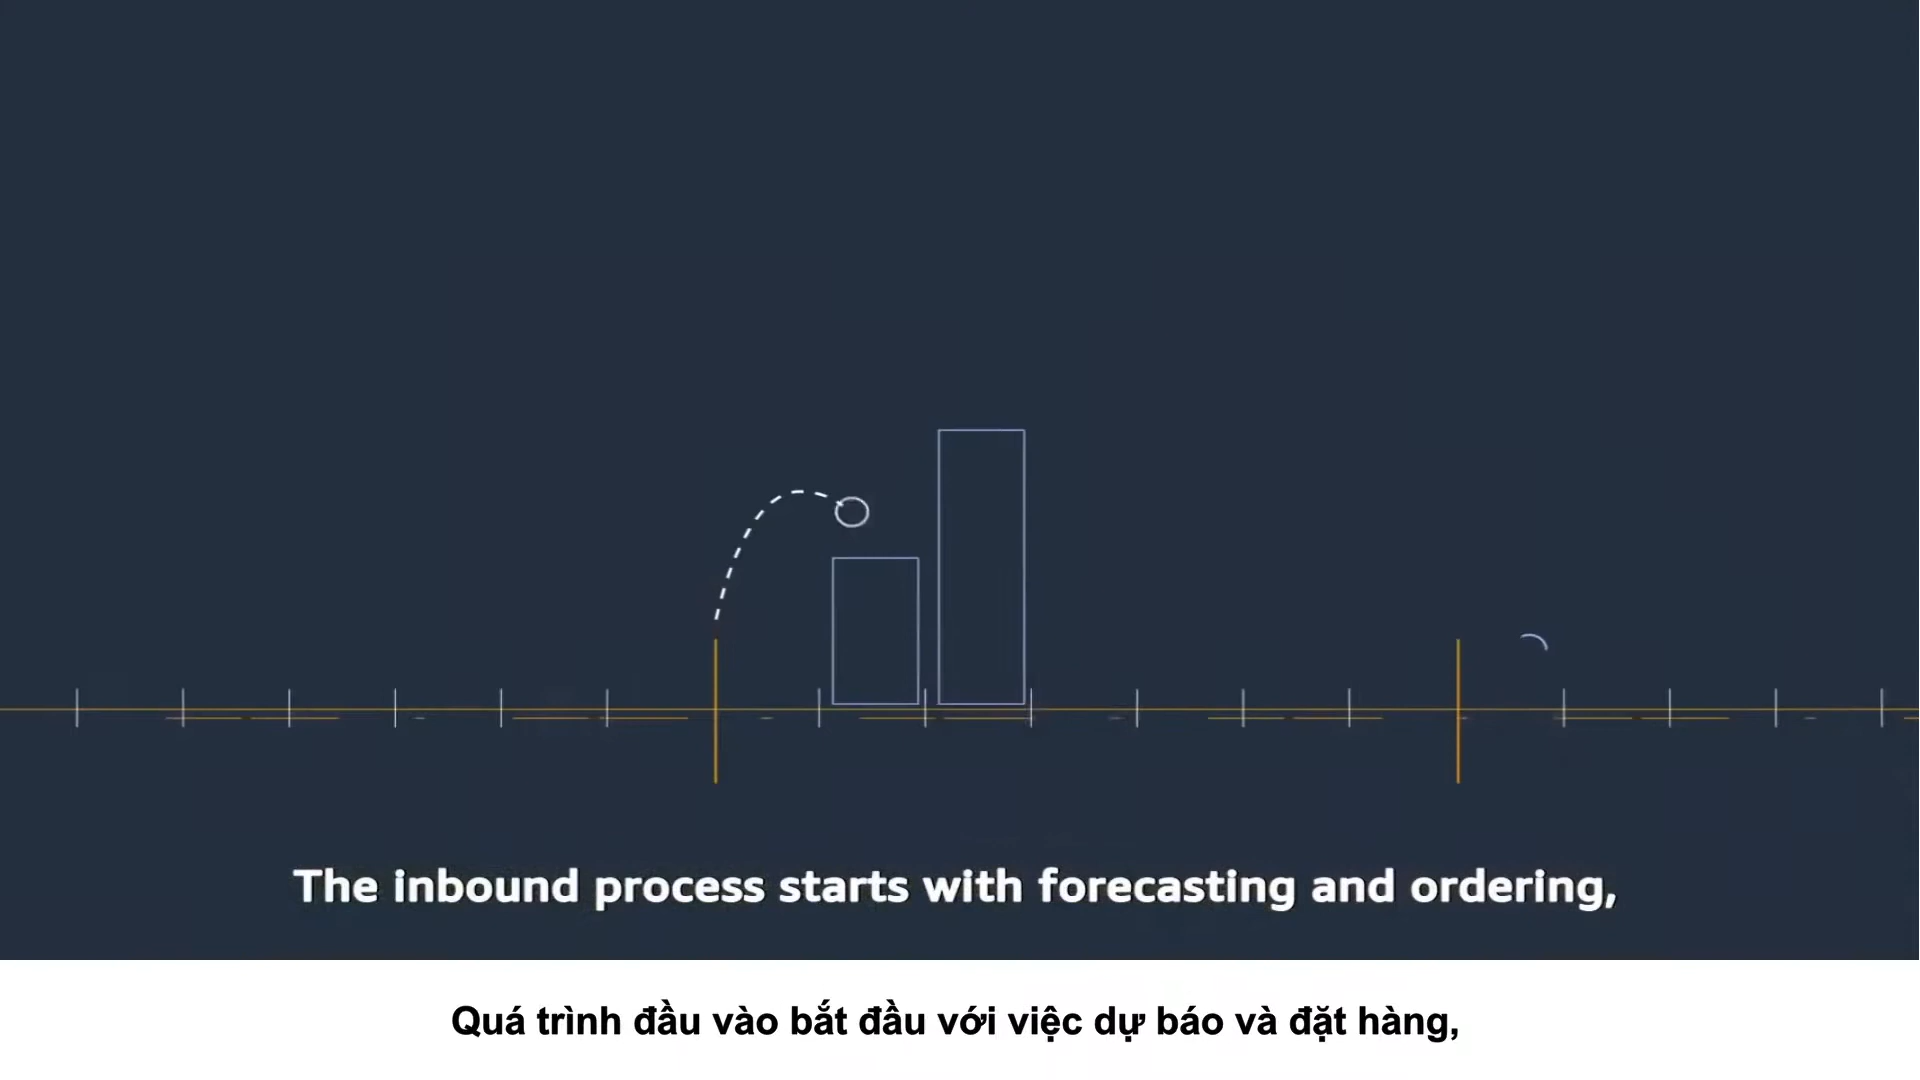 The inbound process starts with forecasting and ordering,
Quá trình đầu vào bắt đầu với việc dự báo và đặt hàng,